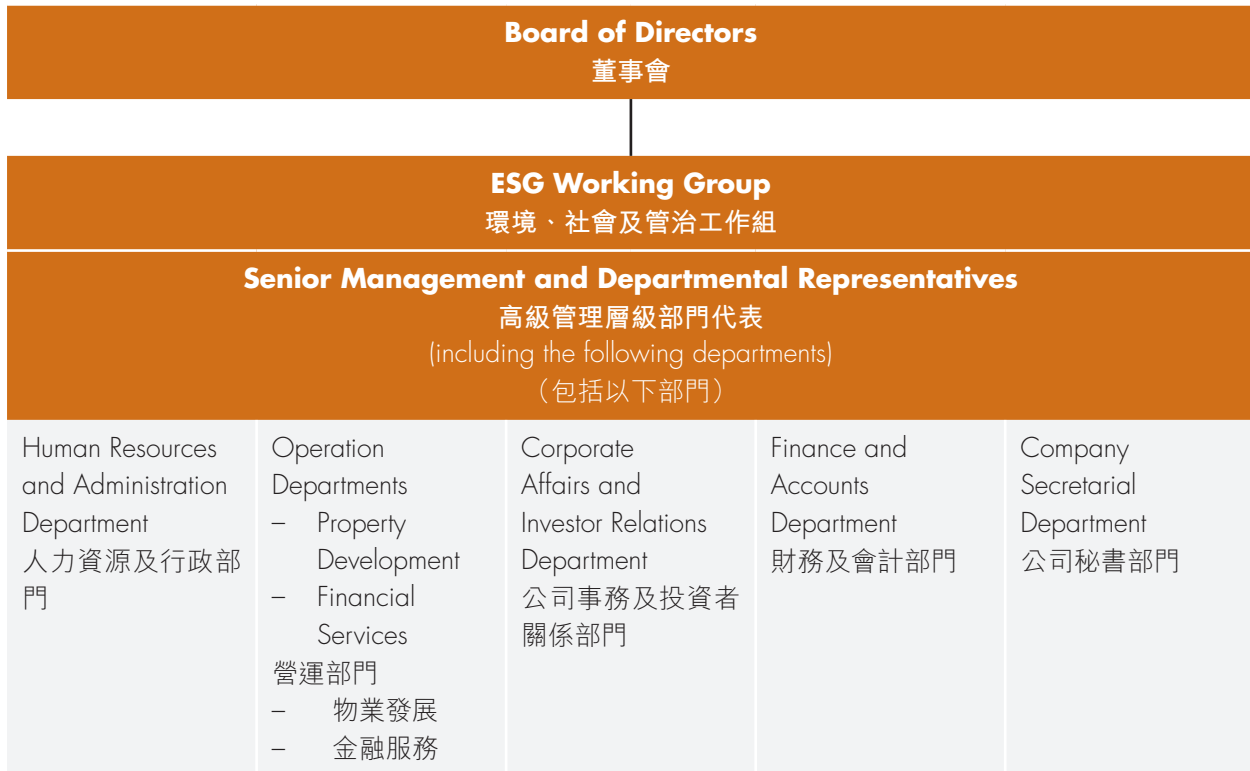 Board of Directors
董事會
ESG Working Group
環境、社會及管治工作組
Senior Management and Departmental Representatives
高級管理層級部門代表
(including the following departments)
（包括以下部門）
Human Resources
and Administration
Department
人力資源及行政部
門
Operation
Departments
– Property
Development
– Financial
Services
營運部門
– 物業發展
– 金融服務
Corporate
Affairs and
Investor Relations
Department
公司事務及投資者
關係部門
Finance and
Accounts
Department
財務及會計部門
Company
Secretarial
Department
公司秘書部門